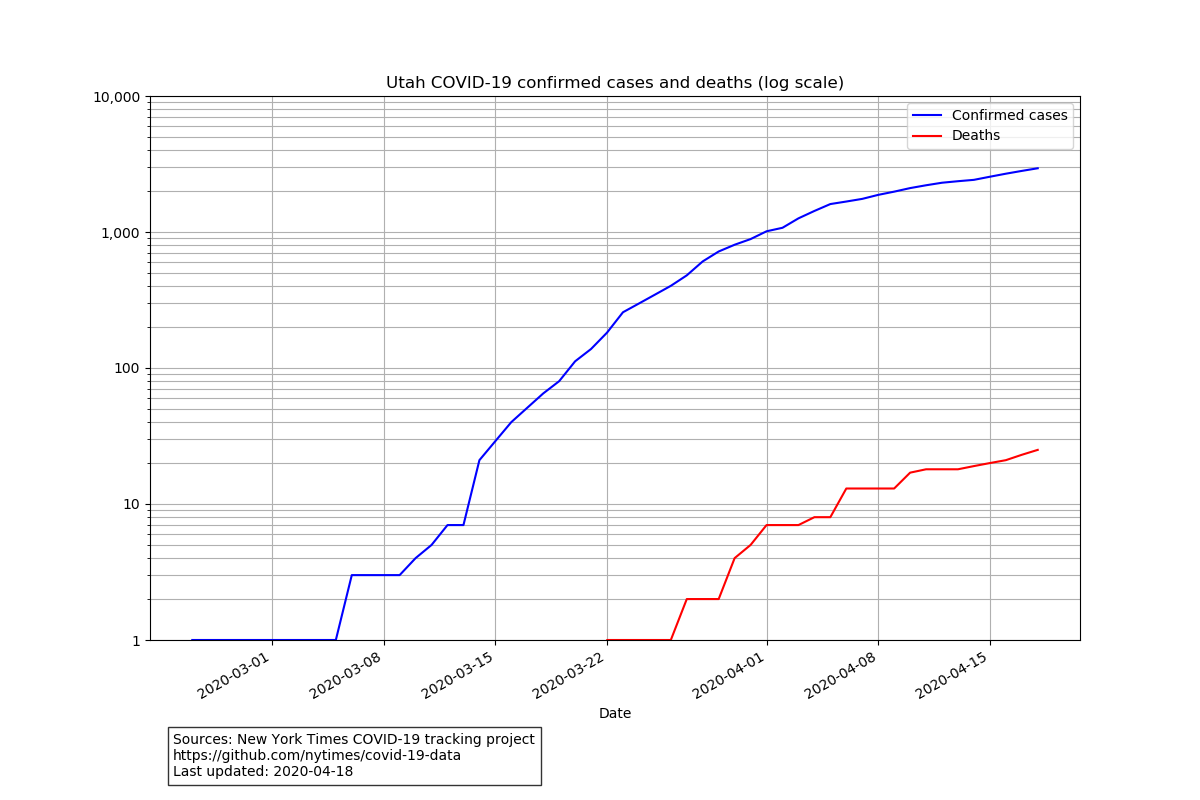 Utah COVID-19 confirmed cases and deaths (log scale)
10,000
1,000
100
10
1
Confirmed cases
Deaths
2020-03-01
2020-03-08
2020-03-15
2020-03-22
2020-04-01
2020-04-08
2020-04-15
Date
Sources: New York Times COVID-19 tracking project
https://github.com/nytimes/covid-19-data
Last updated: 2020-04-18